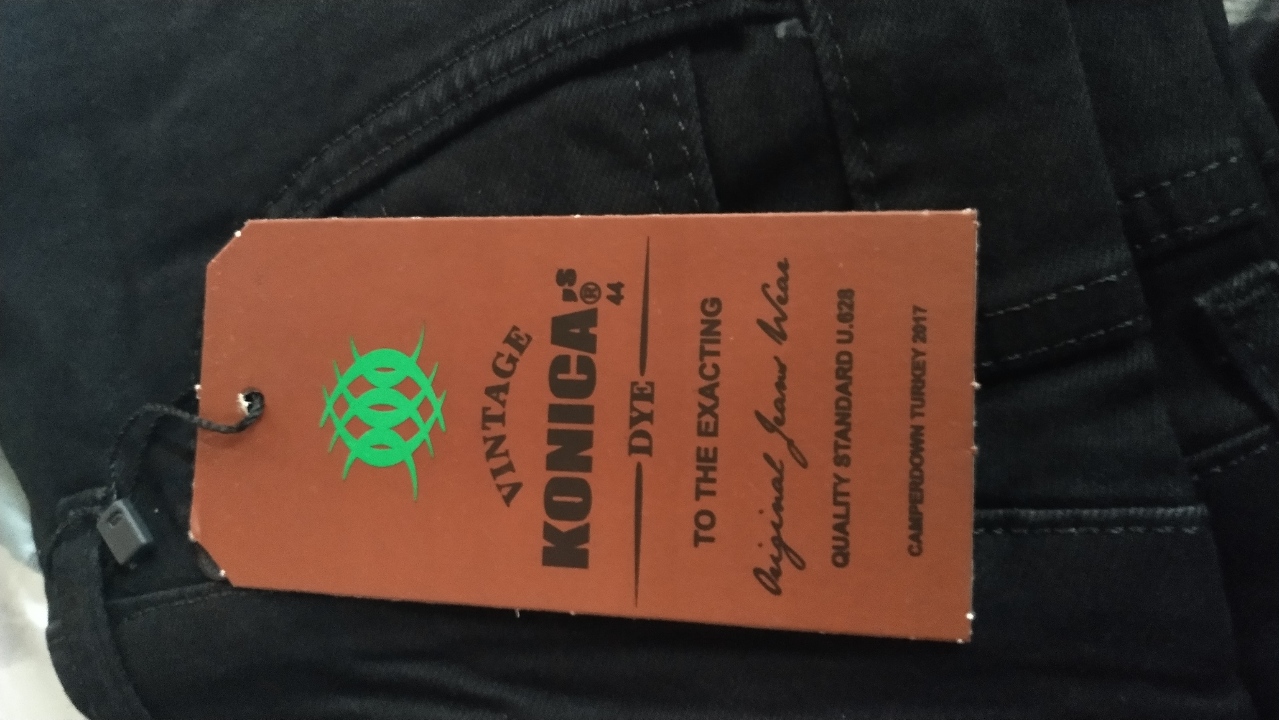 VINTAGE
KONICA,s®
44
DYE
TO THE EXACTING
Original Jeans Wear
QUALITY STANDARD U.628
CAMPERDOWN TURKEY 2017